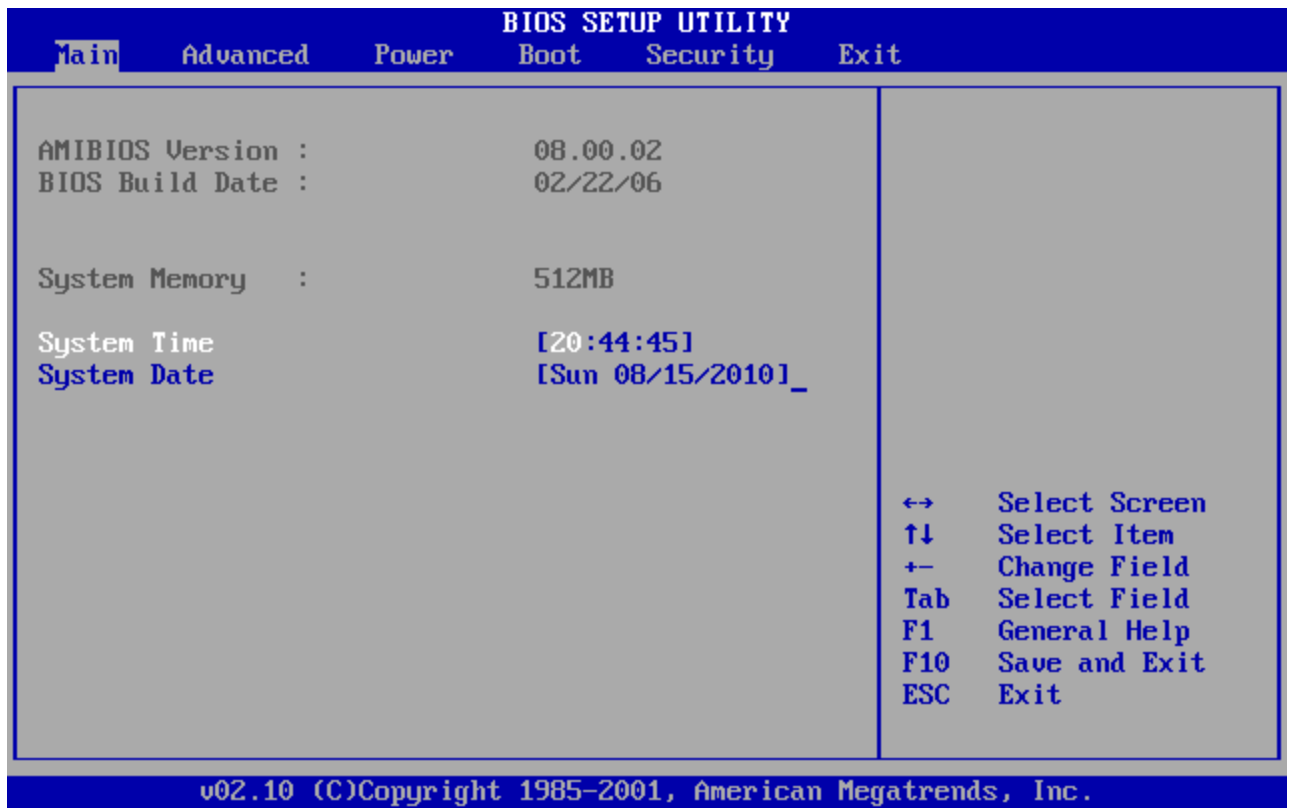 BIOS SETUP UTILITY
Main Advanced Power Boot Security Exit
AMIBIOS Version : 08.00.02
BIOS Build Date : 02/22/06
System Memory : 512MB
System Time [20:44:45]
System Date [Sun 08/15/2010]_
←→ Select Screen
↑↓ Select Item
+- Change Field
Tab Select Field
F1 General Help
F10 Save and Exit
ESC Exit
v02.10 (C)Copyright 1985-2001, American Megatrends, Inc.